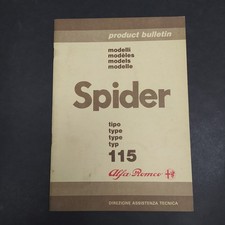 product bulletin
modelli
modèles
models
modelle
Spider
tipo
type
type
typ
115
Alfa-Romeo
DIREZIONE ASSISTENZA TECNICA